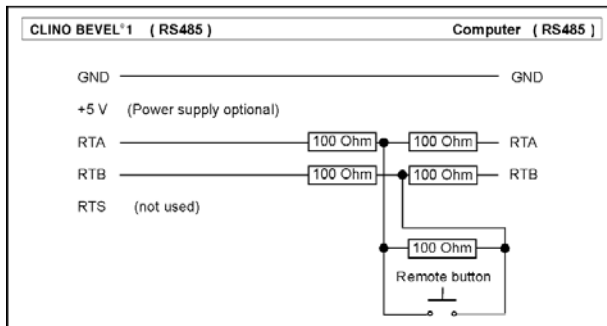 CLINO BEVEL°1 ( RS485 ) Computer ( RS485 )
GND GND
+5 V (Power supply optional)
RTA 100 Ohm 100 Ohm RTA
RTB 100 Ohm 100 Ohm RTB
RTS (not used)
100 Ohm
Remote button